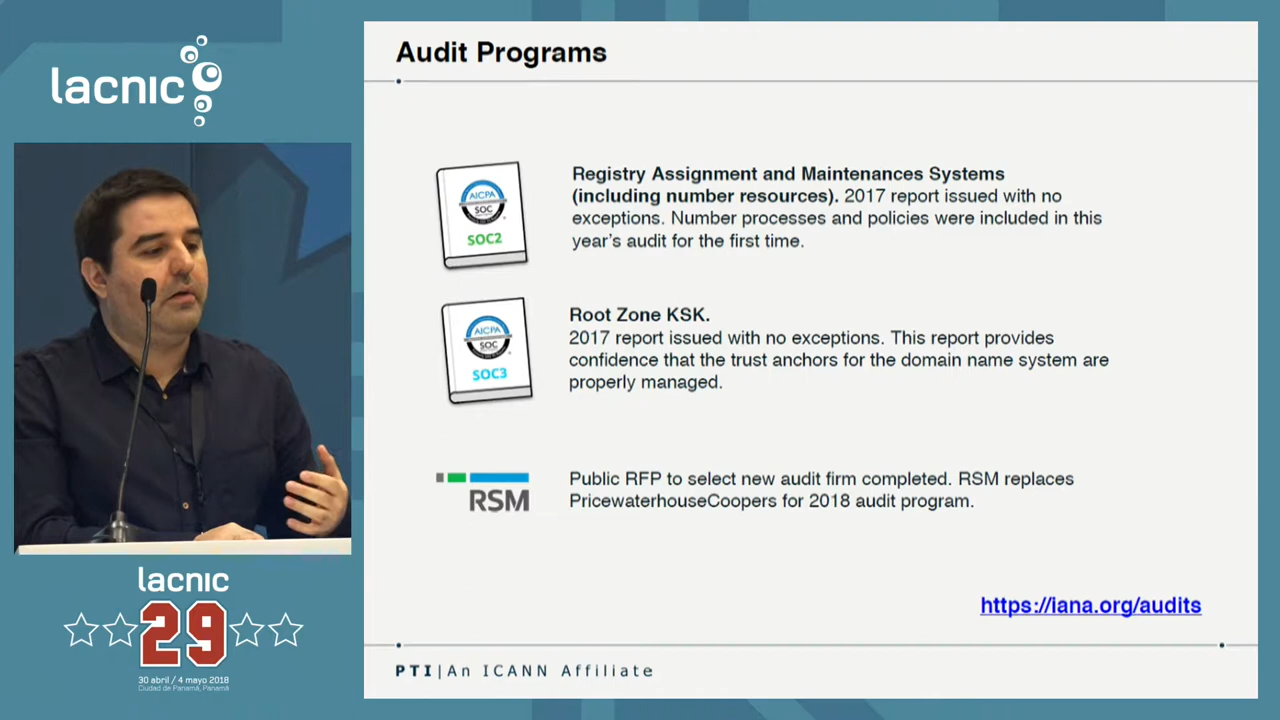 lacnic
Audit Programs
AICPA
SOC
SOC2
Registry Assignment and Maintenances Systems
(including number resources). 2017 report issued with no
exceptions. Number processes and policies were included in this
year's audit for the first time.
AICPA
SOC
SOC3
Root Zone KSK.
2017 report issued with no exceptions. This report provides
confidence that the trust anchors for the domain name system are
properly managed.
RSM
Public RFP to select new audit firm completed. RSM replaces
PricewaterhouseCoopers for 2018 audit program.
https://iana.org/audits
PTI|An ICANN Affiliate
lacnic
29
30 abril / 4 mayo 2018
Ciudad de Panamá, Panamá